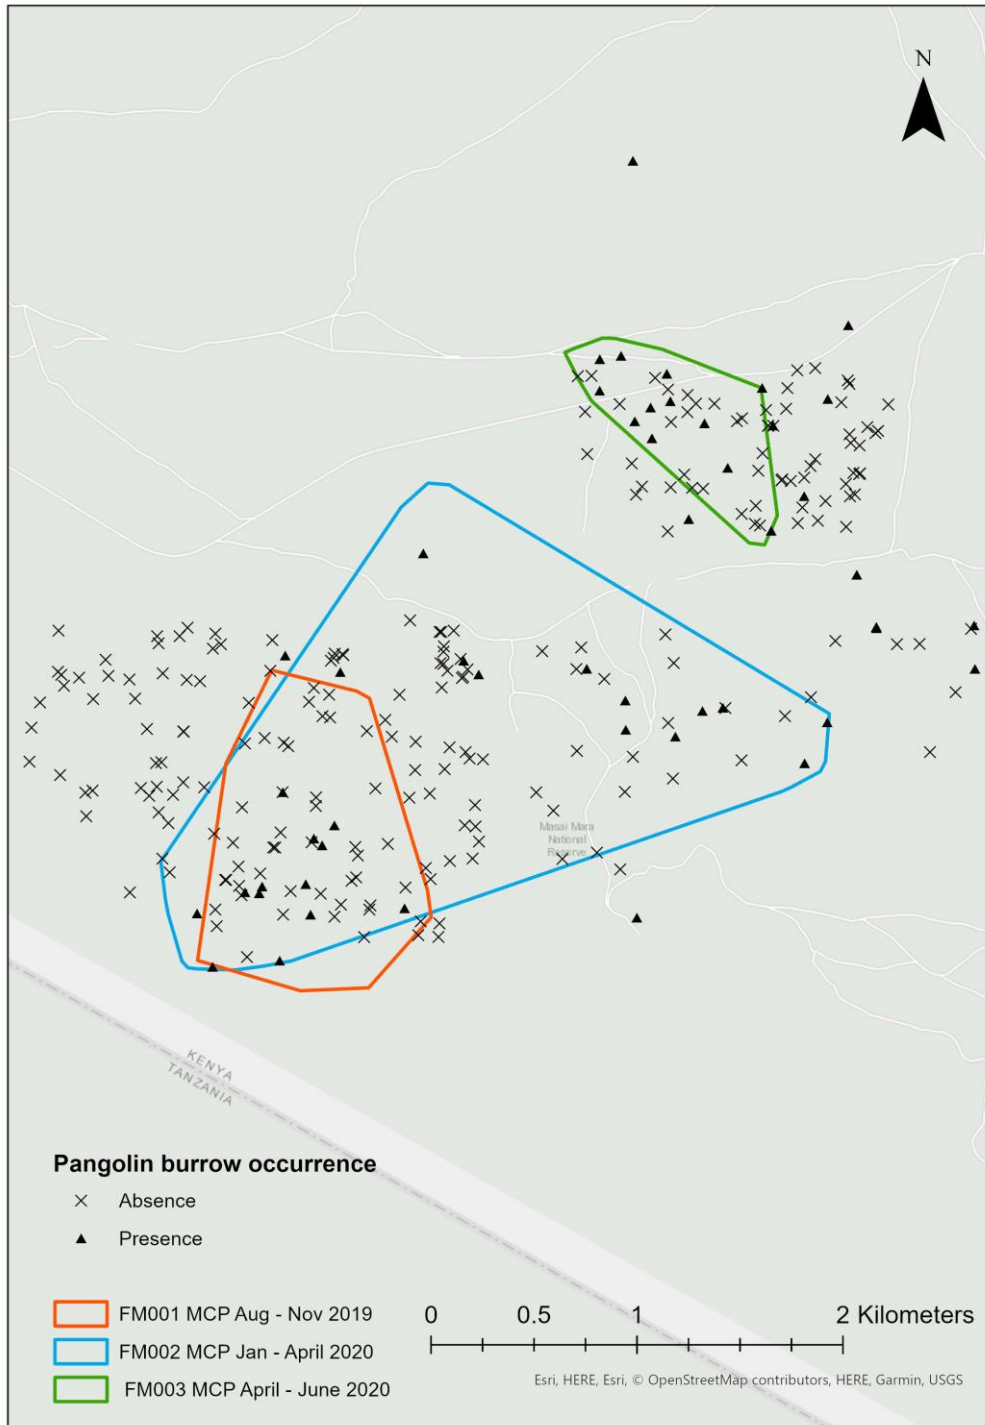 N
Masai Mara
National
Reserve
KENYA
TANZANIA
Pangolin burrow occurrence
Absence
Presence
FM001 MCP Aug - Nov 2019
FM002 MCP Jan - April 2020
FM003 MCP April - June 2020
0 0.5 1 2 Kilometers
Esri, HERE, Esri, © OpenStreetMap contributors, HERE, Garmin, USGS